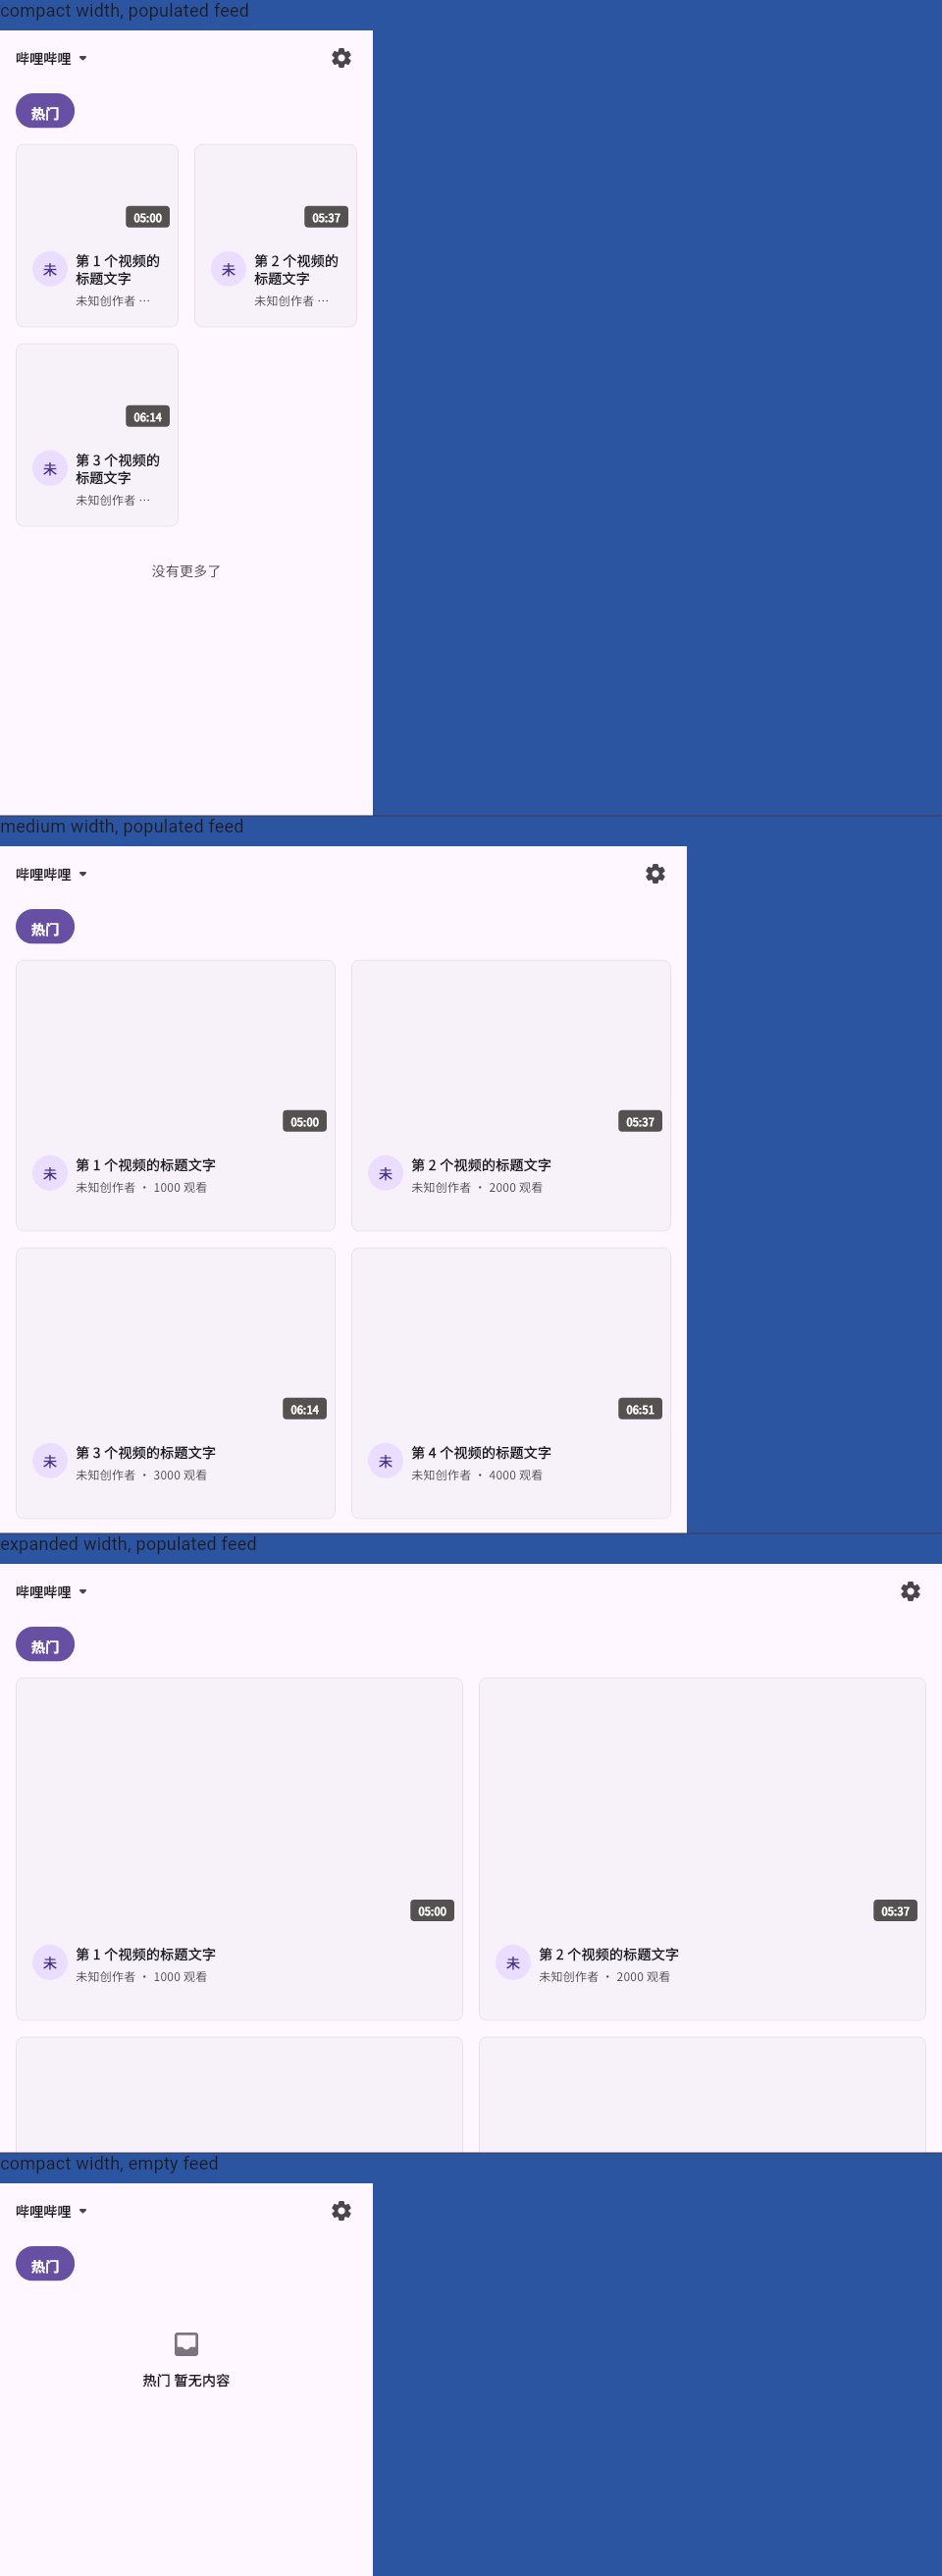 compact width, populated feed
哔哩哔哩
热门
05:00
05:37
未
第 1 个视频的
标题文字
未知创作者 ···
未
第 2 个视频的
标题文字
未知创作者 ···
06:14
未
第 3 个视频的
标题文字
未知创作者 ···
没有更多了
medium width, populated feed
哔哩哔哩
热门
05:00
05:37
未
第 1 个视频的标题文字
未知创作者 · 1000 观看
未
第 2 个视频的标题文字
未知创作者 · 2000 观看
06:14
06:51
未
第 3 个视频的标题文字
未知创作者 · 3000 观看
未
第 4 个视频的标题文字
未知创作者 · 4000 观看
expanded width, populated feed
哔哩哔哩
热门
05:00
05:37
未
第 1 个视频的标题文字
未知创作者 · 1000 观看
未
第 2 个视频的标题文字
未知创作者 · 2000 观看
compact width, empty feed
哔哩哔哩
热门
热门 暂无内容